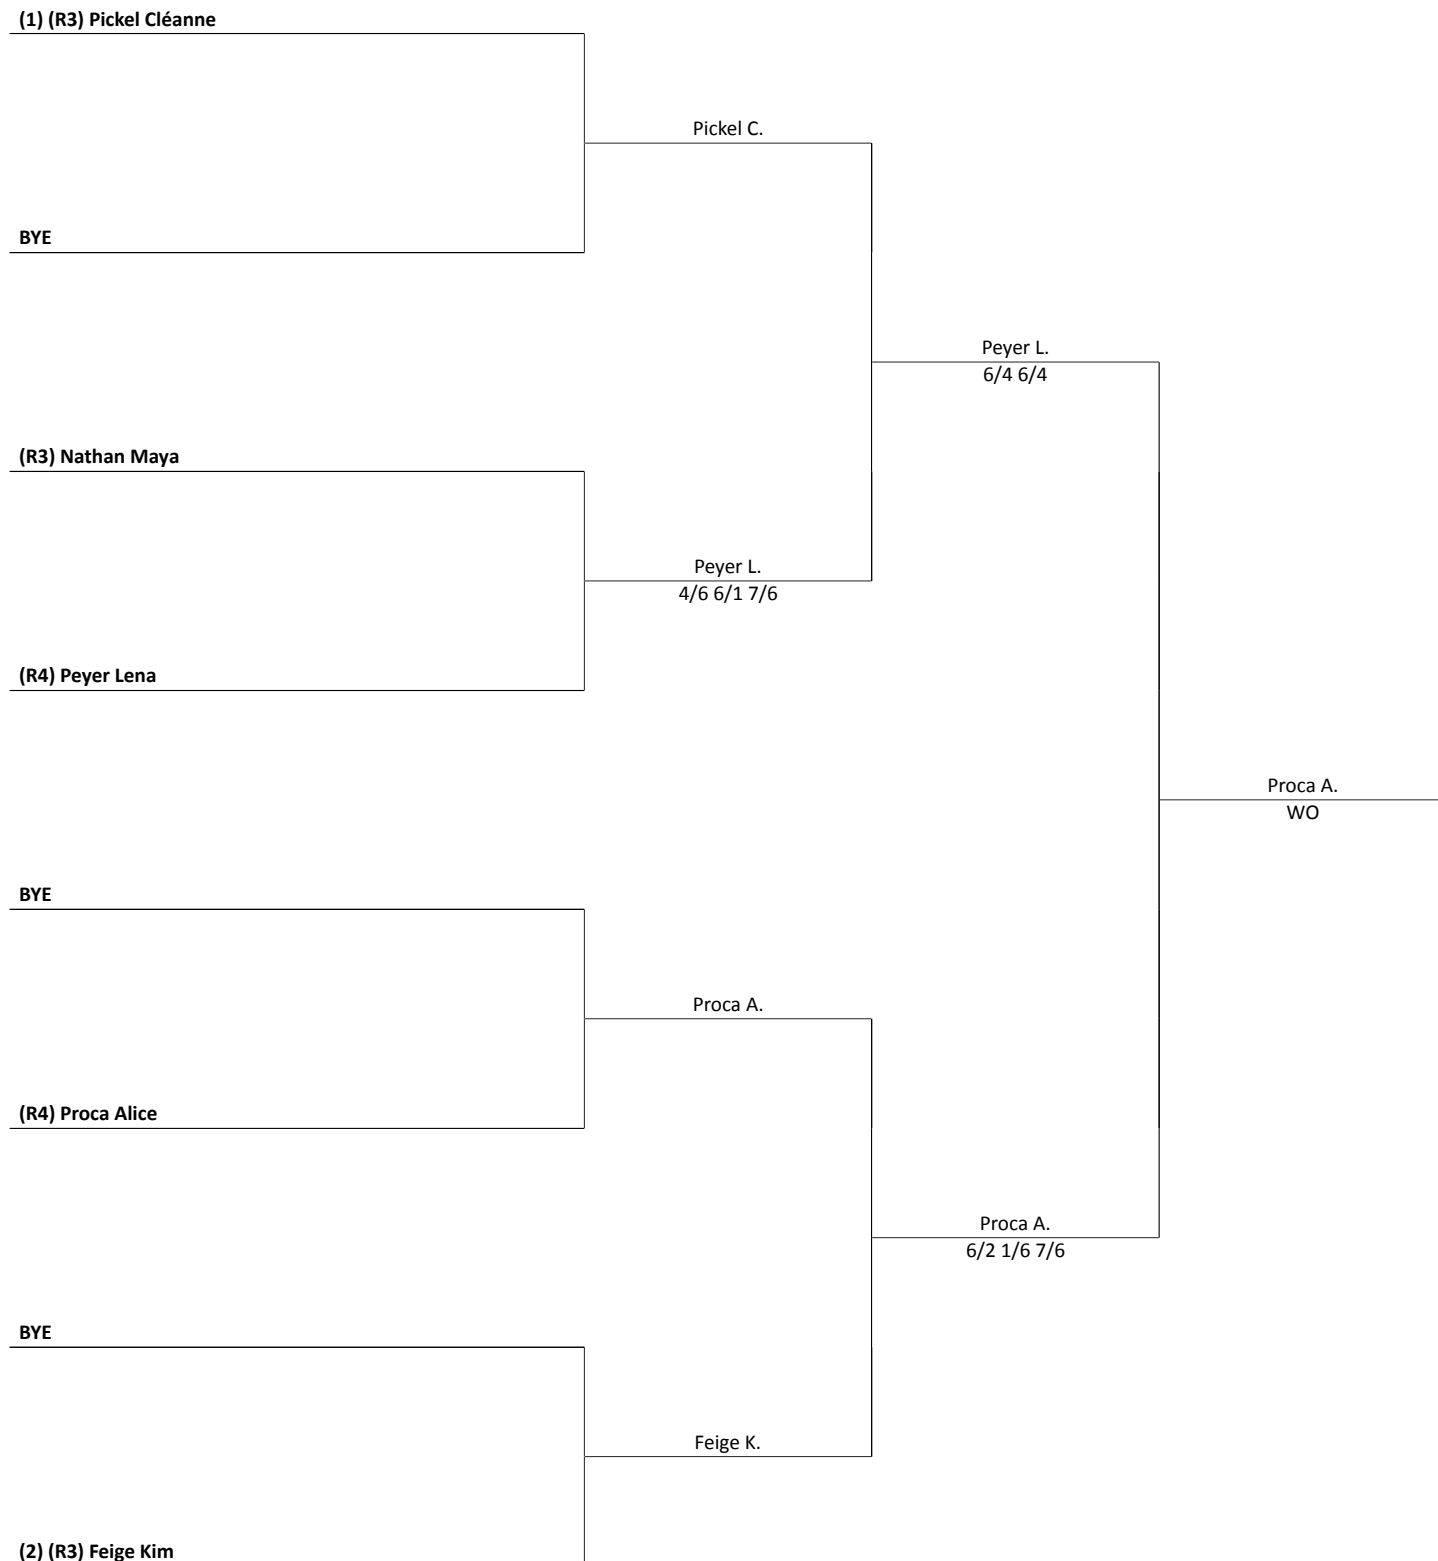 (1) (R3) Pickel Cléanne
Pickel C.
BYE
Peyer L.
6/4 6/4
(R3) Nathan Maya
Peyer L.
4/6 6/1 7/6
(R4) Peyer Lena
Proca A.
WO
BYE
Proca A.
(R4) Proca Alice
Proca A.
6/2 1/6 7/6
BYE
Feige K.
(2) (R3) Feige Kim